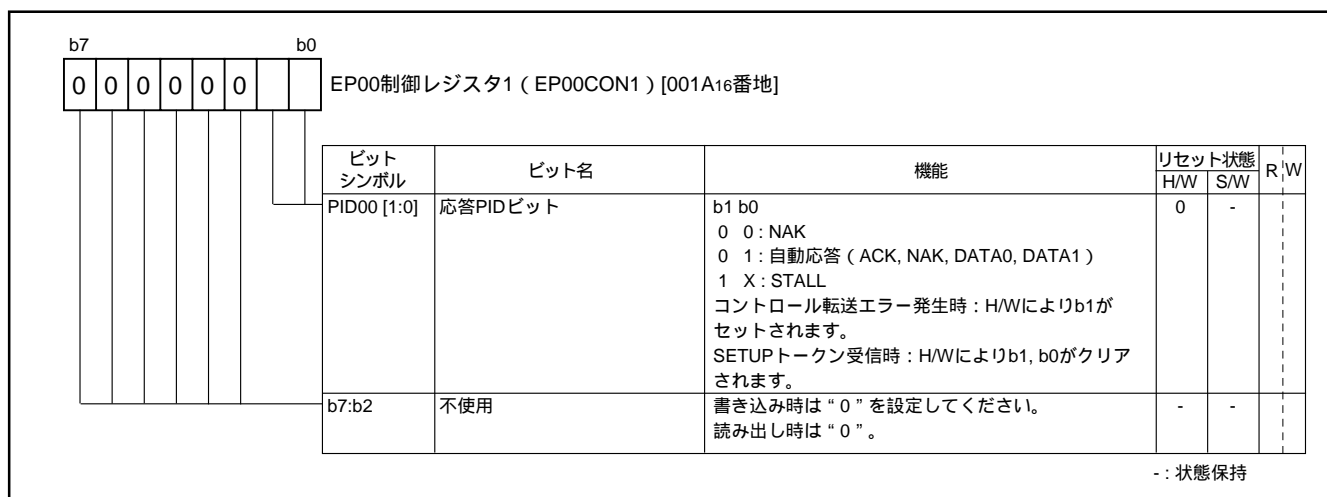 b7 b0
0 0 0 0 0 0 EP00制御レジスタ1（EP00CON1）[001A16番地]
ビット シンボル ビット名 機能 リセット状態 H/W S/W R W
PID00 [1:0] 応答PIDビット b1 b0 0 -
0 0 : NAK
0 1 : 自動応答（ACK, NAK, DATA0, DATA1）
1 X : STALL
コントロール転送エラー発生時：H/Wによりb1が
セットされます。
SETUPトークン受信時：H/Wによりb1, b0がクリア
されます。
b7:b2 不使用 書き込み時は“0”を設定してください。 - -
読み出し時は“0”。
- : 状態保持